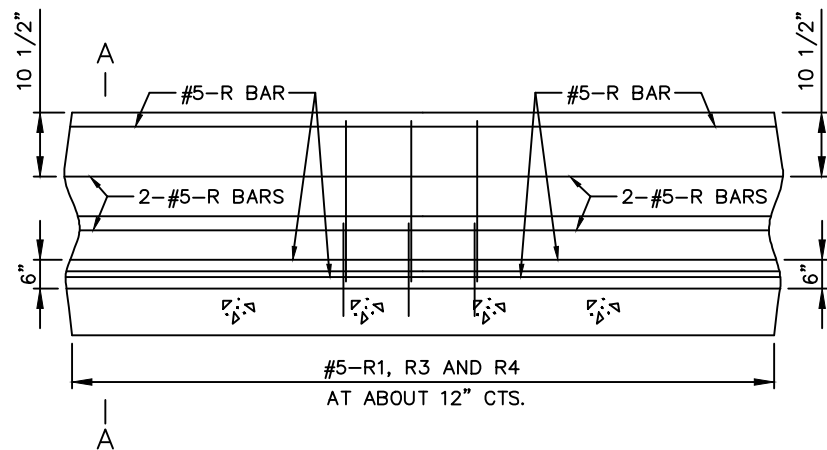 10 1/2"
10 1/2"
A
#5-R BAR
#5-R BAR
2-#5-R BARS
2-#5-R BARS
6"
6"
#5-R1, R3 AND R4
AT ABOUT 12" CTS.
A